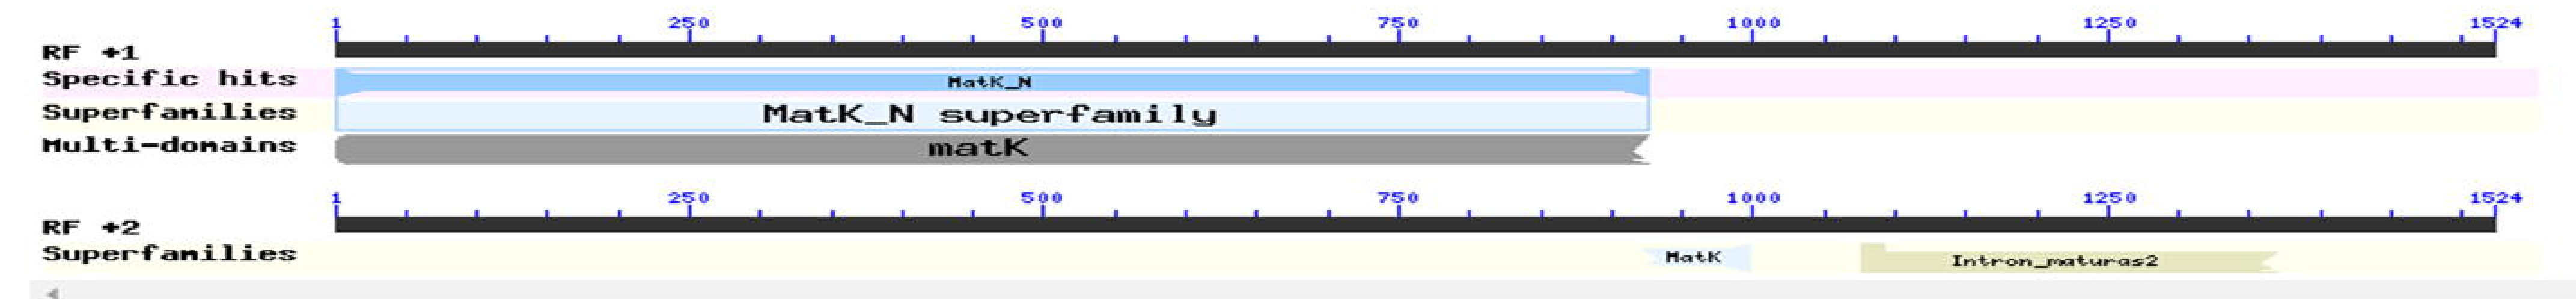 1 250 500 750 1000 1250 1524
RF +1
Specific hits MatK_N
Superfamilies MatK_N superfamily
Multi-domains matK
1 250 500 750 1000 1250 1524
RF +2
Superfamilies MatK Intron_maturas2